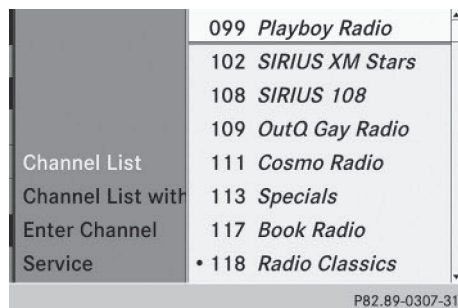 099 Playboy Radio
102 SIRIUS XM Stars
108 SIRIUS 108
109 OutQ Gay Radio
Channel List 111 Cosmo Radio
Channel List with 113 Specials
Enter Channel 117 Book Radio
Service • 118 Radio Classics
P82.89-0307-31